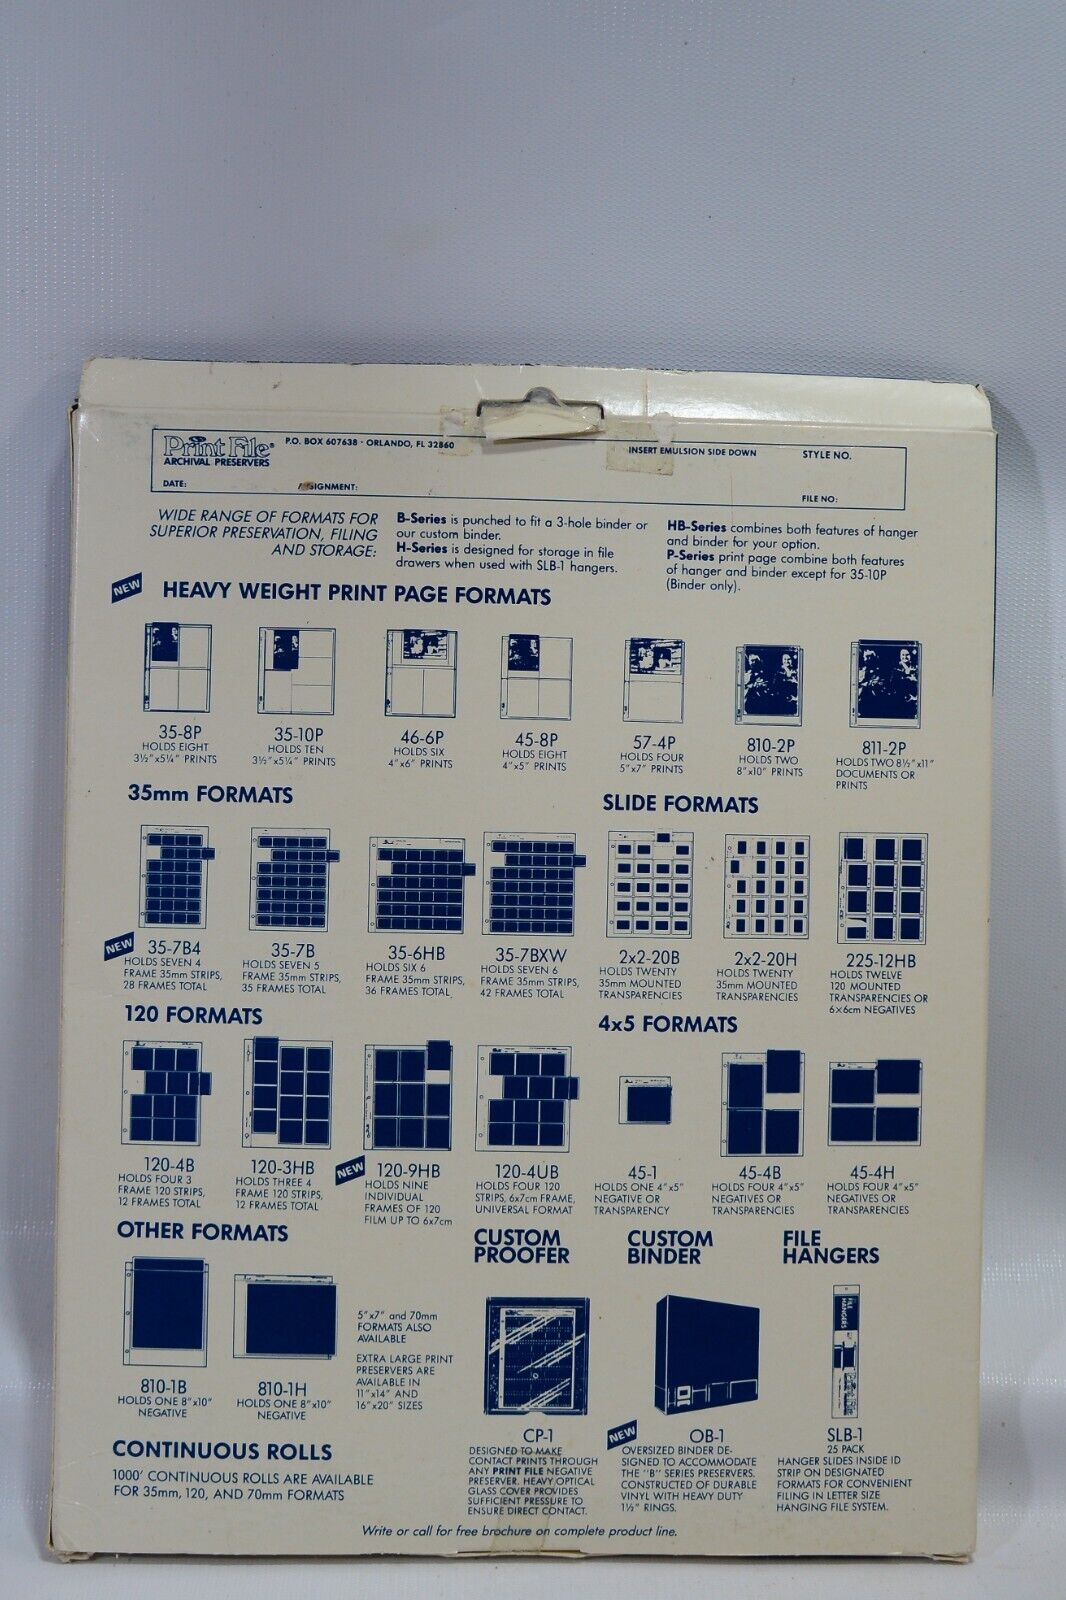 Print File®
ARCHIVAL PRESERVERS
P.O. BOX 607638 - ORLANDO, FL 32860
INSERT EMULSION SIDE DOWN
STYLE NO.
DATE:
ASSIGNMENT:
FILE NO:
WIDE RANGE OF FORMATS FOR
SUPERIOR PRESERVATION, FILING
AND STORAGE:
B-Series is punched to fit a 3-hole binder or
our custom binder.
H-Series is designed for storage in file
drawers when used with SLB-1 hangers.
HB-Series combines both features of hanger
and binder for your option.
P-Series print page combine both features
of hanger and binder except for 35-10P
(Binder only).
NEW
HEAVY WEIGHT PRINT PAGE FORMATS
35-8P
HOLDS EIGHT
3½"x5¼" PRINTS
35-10P
HOLDS TEN
3½"x5¼" PRINTS
46-6P
HOLDS SIX
4"x6" PRINTS
45-8P
HOLDS EIGHT
4"x5" PRINTS
57-4P
HOLDS FOUR
5"x7" PRINTS
810-2P
HOLDS TWO
8"x10" PRINTS
811-2P
HOLDS TWO 8½"x11"
DOCUMENTS OR
PRINTS
35mm FORMATS
NEW
35-7B4
HOLDS SEVEN 4
FRAME 35mm STRIPS,
28 FRAMES TOTAL
35-7B
HOLDS SEVEN 5
FRAME 35mm STRIPS,
35 FRAMES TOTAL
35-6HB
HOLDS SIX 6
FRAME 35mm STRIPS,
36 FRAMES TOTAL
35-7BXW
HOLDS SEVEN 6
FRAME 35mm STRIPS,
42 FRAMES TOTAL
SLIDE FORMATS
2x2-20B
HOLDS TWENTY
35mm MOUNTED
TRANSPARENCIES
2x2-20H
HOLDS TWENTY
35mm MOUNTED
TRANSPARENCIES
225-12HB
HOLDS TWELVE
120 MOUNTED
TRANSPARENCIES OR
6x6cm NEGATIVES
120 FORMATS
120-4B
HOLDS FOUR 3
FRAME 120 STRIPS,
12 FRAMES TOTAL
120-3HB
HOLDS THREE 4
FRAME 120 STRIPS,
12 FRAMES TOTAL
NEW
120-9HB
HOLDS NINE
INDIVIDUAL
FRAMES OF 120
FILM UP TO 6x7cm
120-4UB
HOLDS FOUR 120
STRIPS, 6x7cm FRAME,
UNIVERSAL FORMAT
4x5 FORMATS
45-1
HOLDS ONE 4"x5"
NEGATIVE OR
TRANSPARENCY
45-4B
HOLDS FOUR 4"x5"
NEGATIVES OR
TRANSPARENCIES
45-4H
HOLDS FOUR 4"x5"
NEGATIVES OR
TRANSPARENCIES
OTHER FORMATS
810-1B
HOLDS ONE 8"x10"
NEGATIVE
810-1H
HOLDS ONE 8"x10"
NEGATIVE
5"x7" and 70mm
FORMATS ALSO
AVAILABLE
EXTRA LARGE PRINT
PRESERVERS ARE
AVAILABLE IN
11"x14" AND
16"x20" SIZES
CUSTOM
PROOFER
CP-1
DESIGNED TO MAKE
CONTACT PRINTS THROUGH
ANY PRINT FILE NEGATIVE
PRESERVER. HEAVY OPTICAL
GLASS COVER PROVIDES
SUFFICIENT PRESSURE TO
ENSURE DIRECT CONTACT.
CUSTOM
BINDER
NEW
OB-1
OVERSIZED BINDER DE-
SIGNED TO ACCOMMODATE
THE "B" SERIES PRESERVERS.
CONSTRUCTED OF DURABLE
VINYL WITH HEAVY DUTY
1½" RINGS.
FILE
HANGERS
FILE
HANGERS
SLB-1
25 PACK
HANGER SLIDES INSIDE ID
STRIP ON DESIGNATED
FORMATS FOR CONVENIENT
FILING IN LETTER SIZE
HANGING FILE SYSTEM.
CONTINUOUS ROLLS
1000' CONTINUOUS ROLLS ARE AVAILABLE
FOR 35mm, 120, AND 70mm FORMATS
Write or call for free brochure on complete product line.